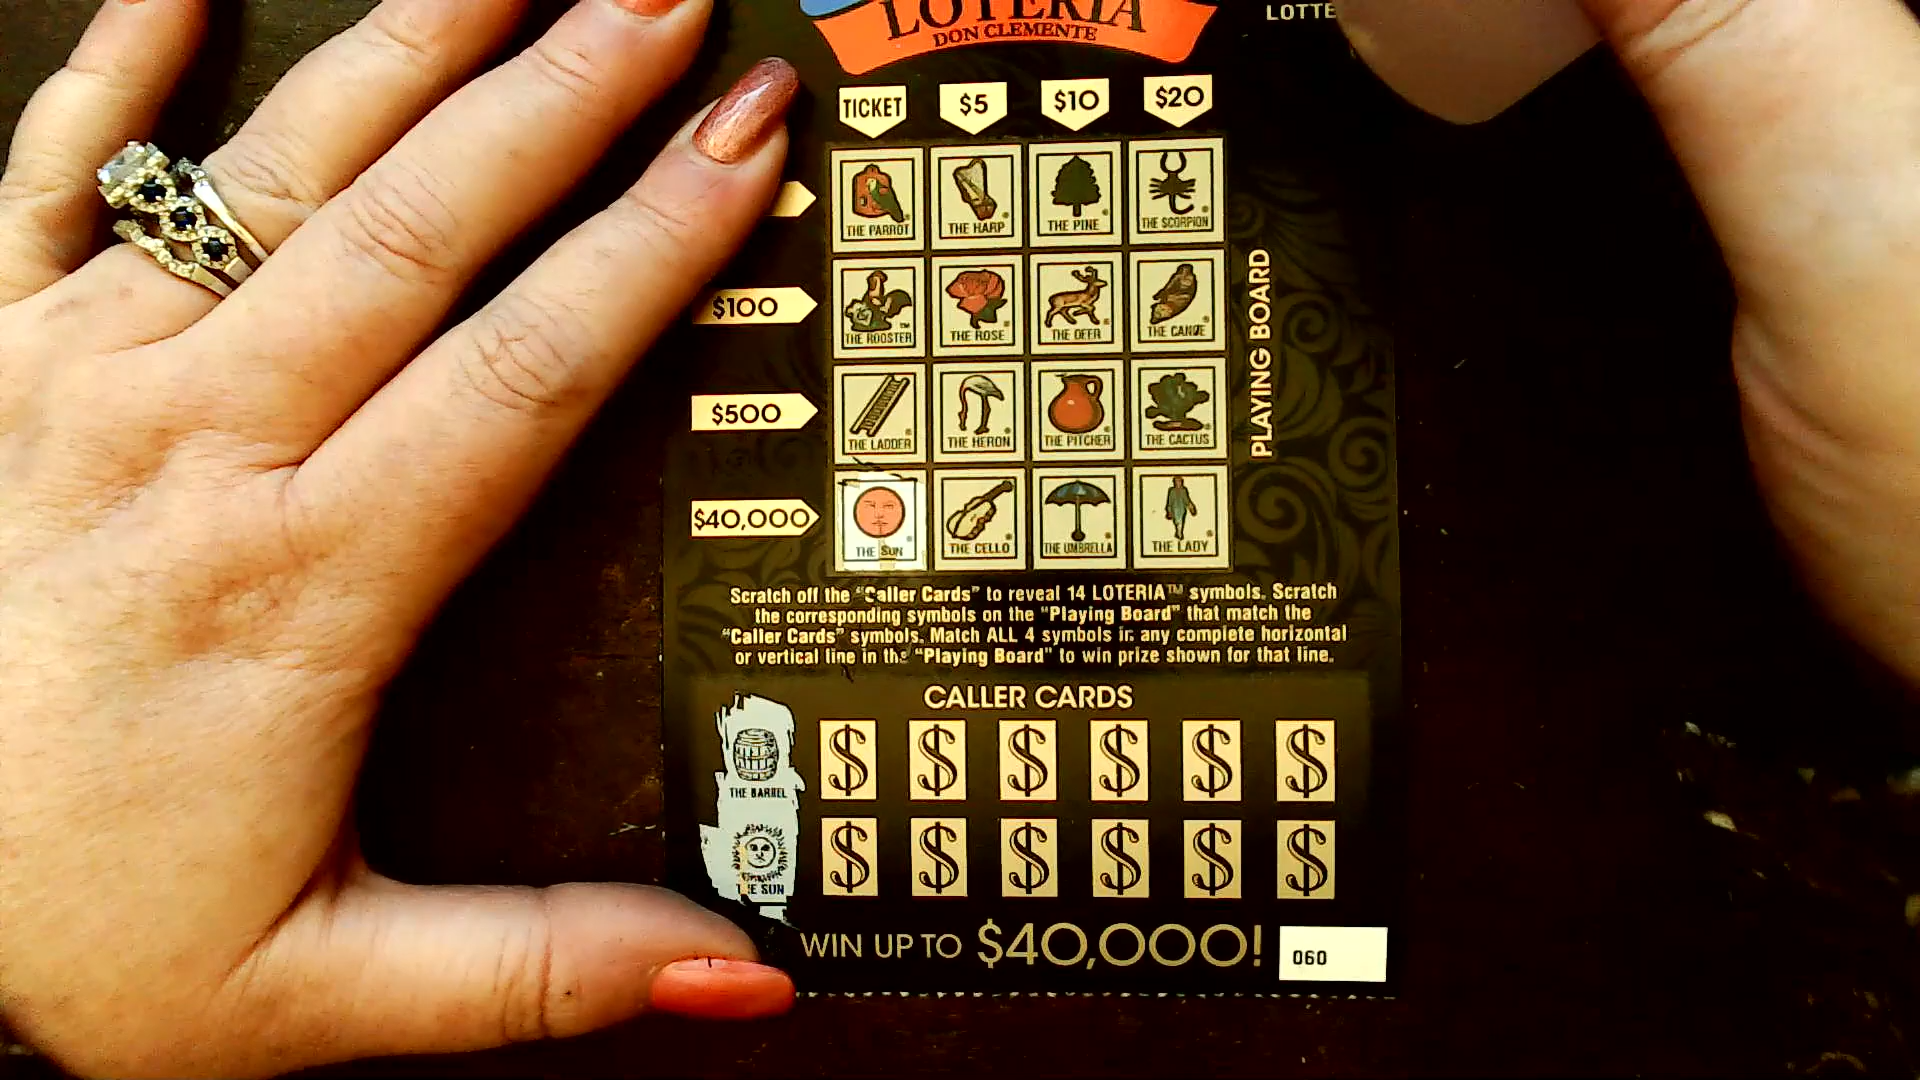 LOTERIA
DON CLEMENTE
LOTTE
TICKET $5 $10 $20
THE PARROT THE HARP THE PINE THE SCORPION
$100
THE ROOSTER THE ROSE THE DEER THE CANOE
$500
THE LADDER THE HERON THE PITCHER THE CACTUS
$40,000
THE SUN THE CELLO THE UMBRELLA THE LADY
PLAYING BOARD
Scratch off the "Caller Cards" to reveal 14 LOTERIA™ symbols. Scratch
the corresponding symbols on the "Playing Board" that match the
"Caller Cards" symbols. Match ALL 4 symbols in any complete horizontal
or vertical line in the "Playing Board" to win prize shown for that line.
CALLER CARDS
THE BARREL
$ $ $ $ $ $
THE SUN
$ $ $ $ $ $
WIN UP TO $40,000!
060